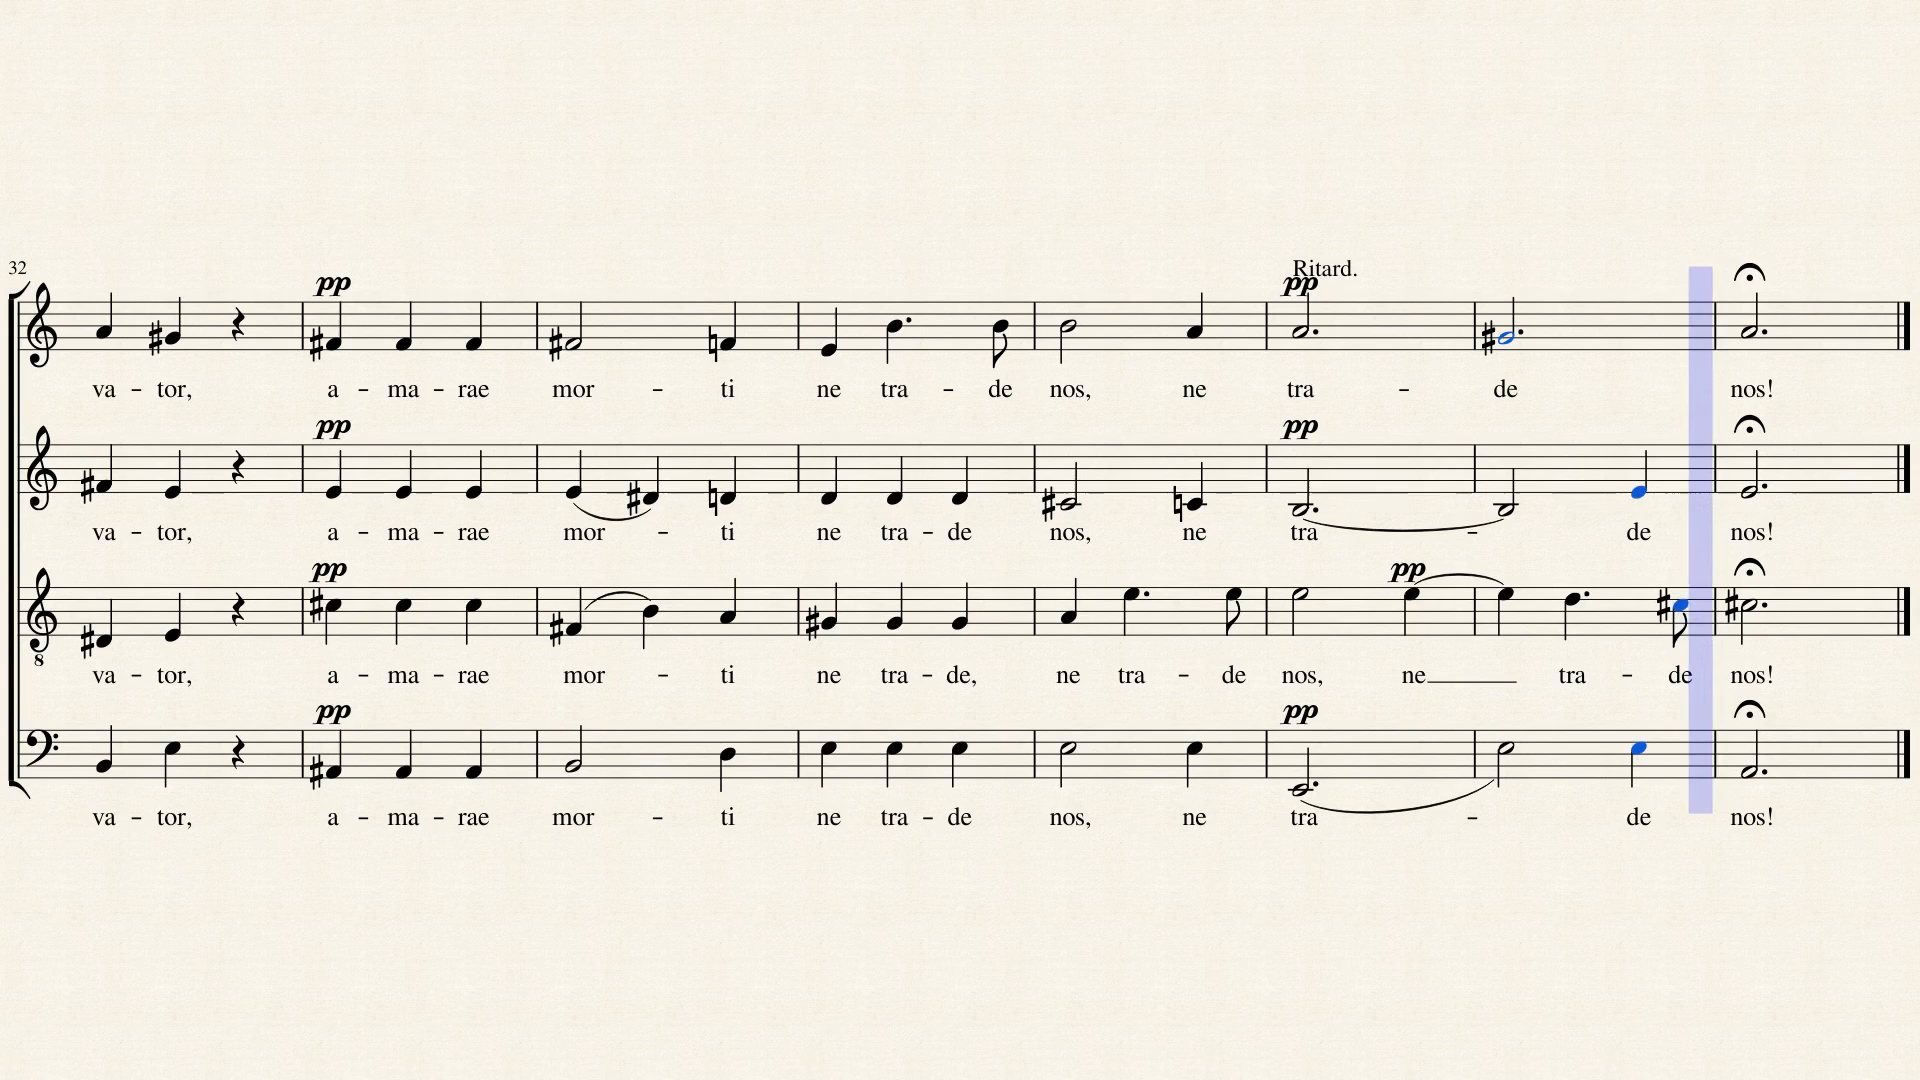 32
Ritard.
pp pp
va - tor, a - ma - rae mor - ti ne tra - de nos, ne tra - de nos!
pp pp
va - tor, a - ma - rae mor - ti ne tra - de nos, ne tra - de nos!
pp pp
8
va - tor, a - ma - rae mor - ti ne tra - de, ne tra - de nos, ne tra - de nos!
pp pp
va - tor, a - ma - rae mor - ti ne tra - de nos, ne tra - de nos!